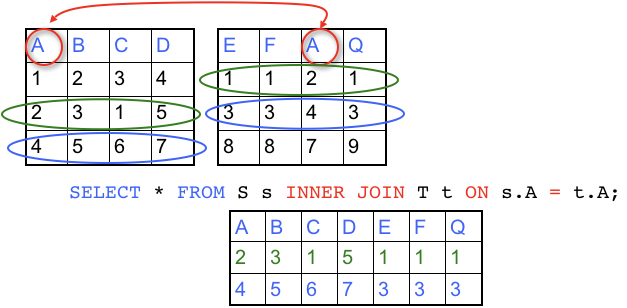 A B C D E F A Q
1 2 3 4 1 1 2 1
2 3 1 5 3 3 4 3
4 5 6 7 8 8 7 9
SELECT * FROM S s INNER JOIN T t ON s.A = t.A;
A B C D E F Q
2 3 1 5 1 1 1
4 5 6 7 3 3 3